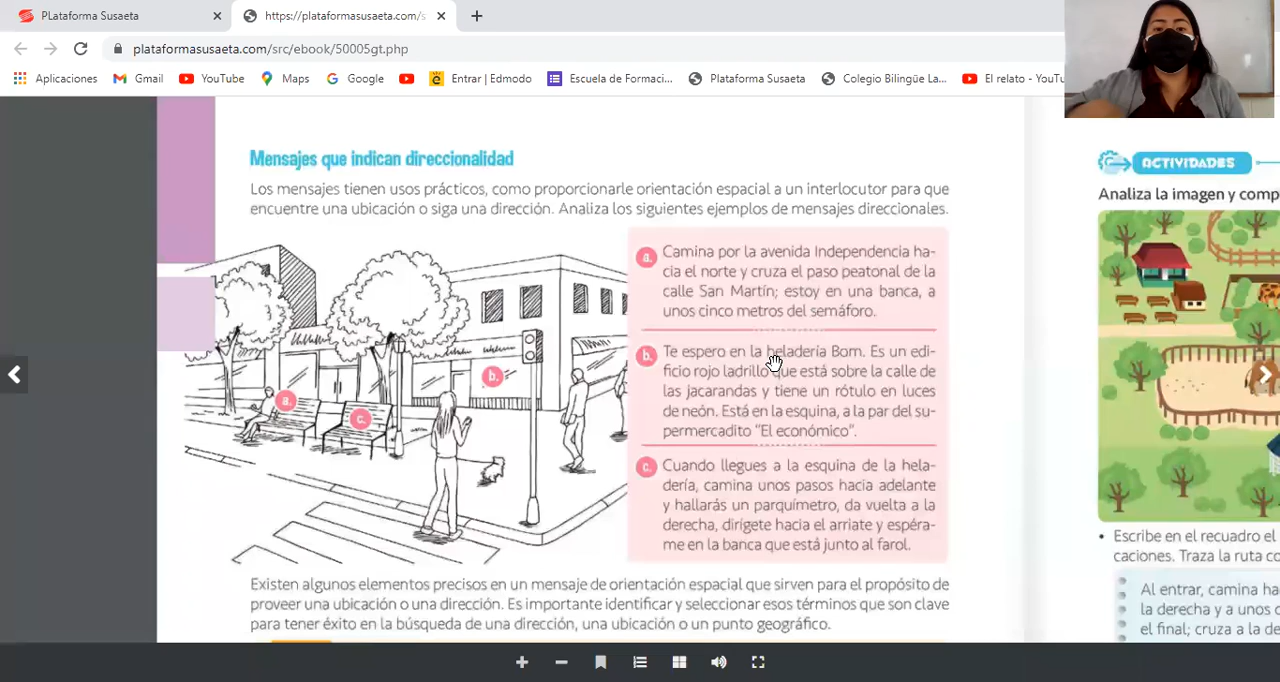 PLataforma Susaeta
https://plataformasusaeta.com/s
plataformasusaeta.com/src/ebook/50005gt.php
Aplicaciones
Gmail
YouTube
Maps
Google
Entrar | Edmodo
Escuela de Formaci...
Plataforma Susaeta
Colegio Bilingüe La...
El relato - YouTu
Mensajes que indican direccionalidad
Los mensajes tienen usos prácticos, como proporcionarle orientación espacial a un interlocutor para que
encuentre una ubicación o siga una dirección. Analiza los siguientes ejemplos de mensajes direccionales.
a.
b.
c.
a. Camina por la avenida Independencia ha-
cia el norte y cruza el paso peatonal de la
calle San Martín; estoy en una banca, a
unos cinco metros del semáforo.
b. Te espero en la heladería Bom. Es un edi-
ficio rojo ladrillo que está sobre la calle de
las jacarandas y tiene un rótulo en luces
de neón. Está en la esquina, a la par del su-
permercadito "El económico".
c. Cuando llegues a la esquina de la hela-
dería, camina unos pasos hacia adelante
y hallarás un parquímetro, da vuelta a la
derecha, dirígete hacia el arriate y espéra-
me en la banca que está junto al farol.
Existen algunos elementos precisos en un mensaje de orientación espacial que sirven para el propósito de
proveer una ubicación o una dirección. Es importante identificar y seleccionar esos términos que son clave
para tener éxito en la búsqueda de una dirección, una ubicación o un punto geográfico.
ACTIVIDADES
Analiza la imagen y comp
• Escribe en el recuadro el
caciones. Traza la ruta co
Al entrar, camina ha
la derecha y a unos
el final; cruza a la de